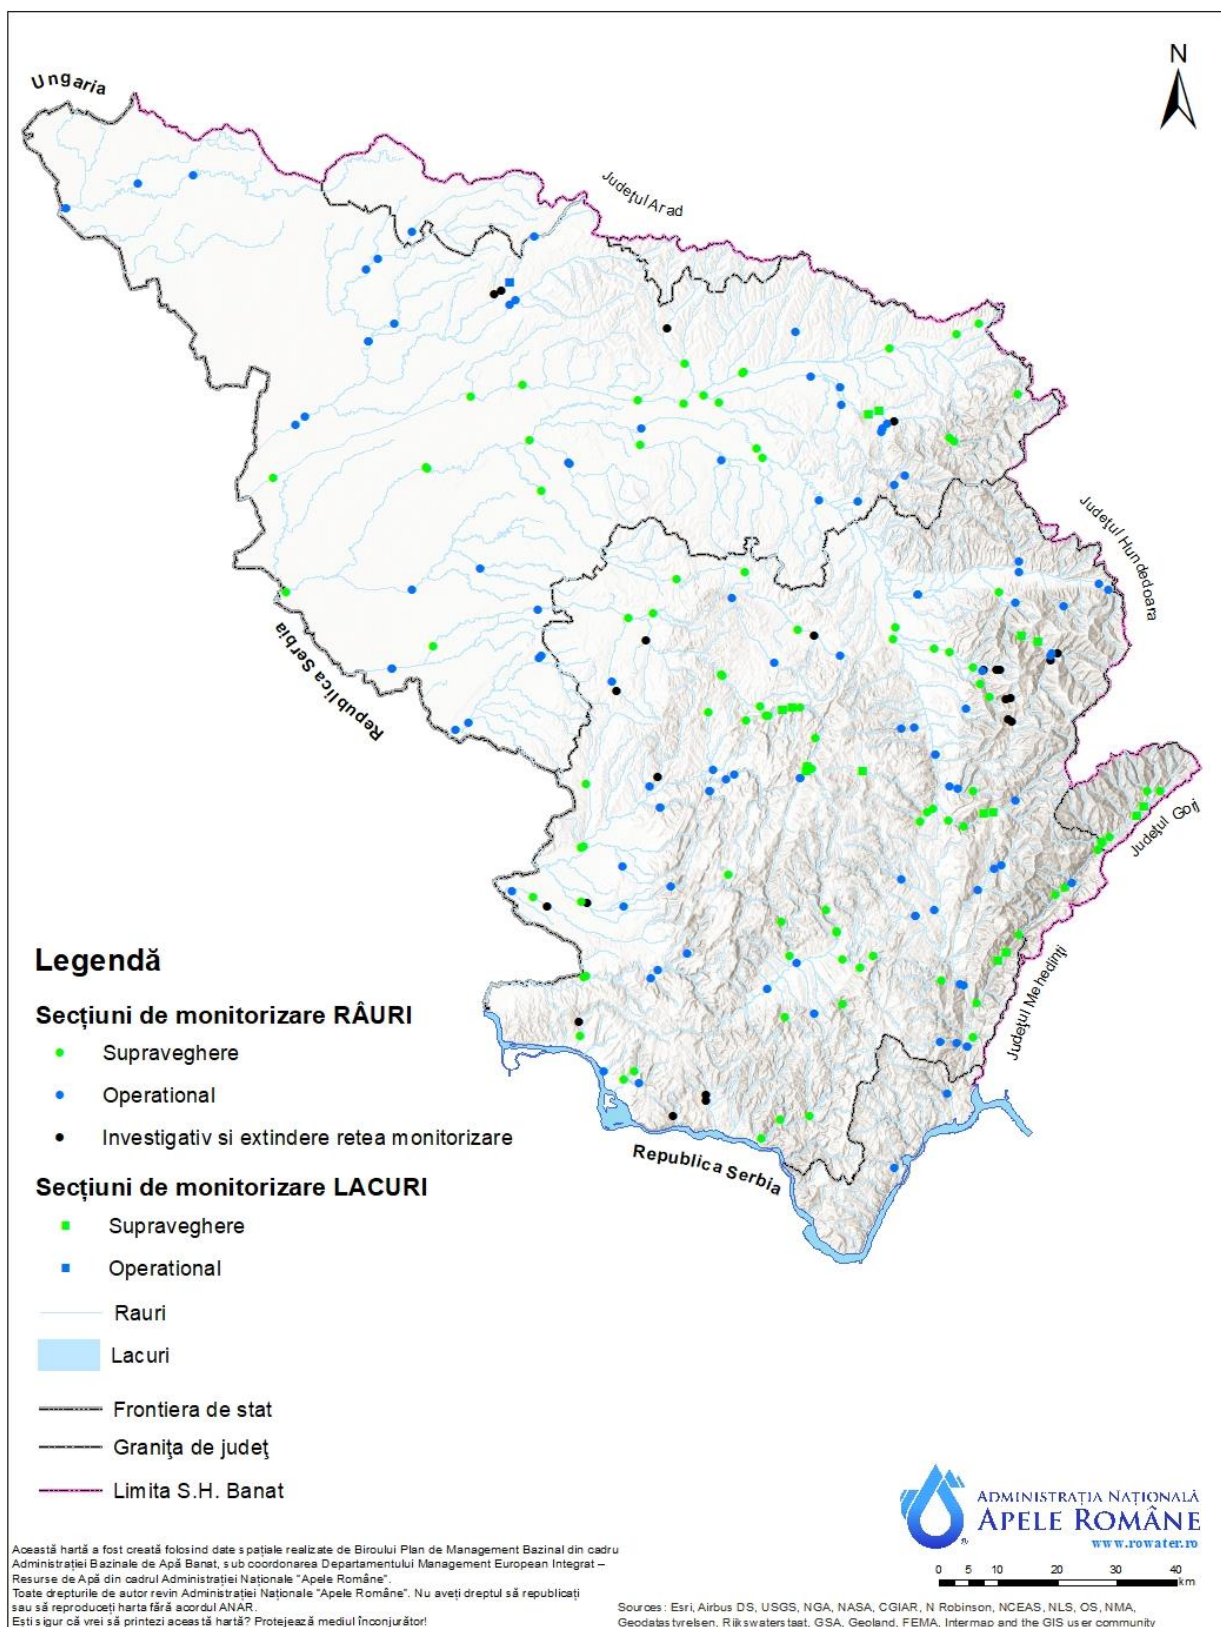 Ungaria
N
Județul Arad
Județul Hundedoara
Republica Serbia
Județul Gorj
Județul Mehedinți
Republica Serbia
Legendă
Secțiuni de monitorizare RÂURI
Supraveghere
Operational
Investigativ si extindere retea monitorizare
Secțiuni de monitorizare LACURI
Supraveghere
Operational
Rauri
Lacuri
Frontiera de stat
Graniţa de judeţ
Limita S.H. Banat
ADMINISTRAȚIA NAȚIONALĂ
APELE ROMÂNE
www.rowater.ro
0 5 10 20 30 40
km
Această hartă a fost creată folosind date spațiale realizate de Biroului Plan de Management Bazinal din cadru
Administrației Bazinale de Apă Banat, sub coordonarea Departamentului Management European Integrat –
Resurse de Apă din cadrul Administrației Naționale "Apele Române".
Toate drepturile de autor revin Administrației Naționale "Apele Române". Nu aveți dreptul să republicați
sau să reproduceți harta fără acordul ANAR.
Ești sigur că vrei să printezi această hartă? Protejează mediul înconjurător!
Sources: Esri, Airbus DS, USGS, NGA, NASA, CGIAR, N Robinson, NCEAS, NLS, OS, NMA,
Geodatastyrelsen, Rijkswaterstaat, GSA, Geoland, FEMA, Intermap and the GIS user community